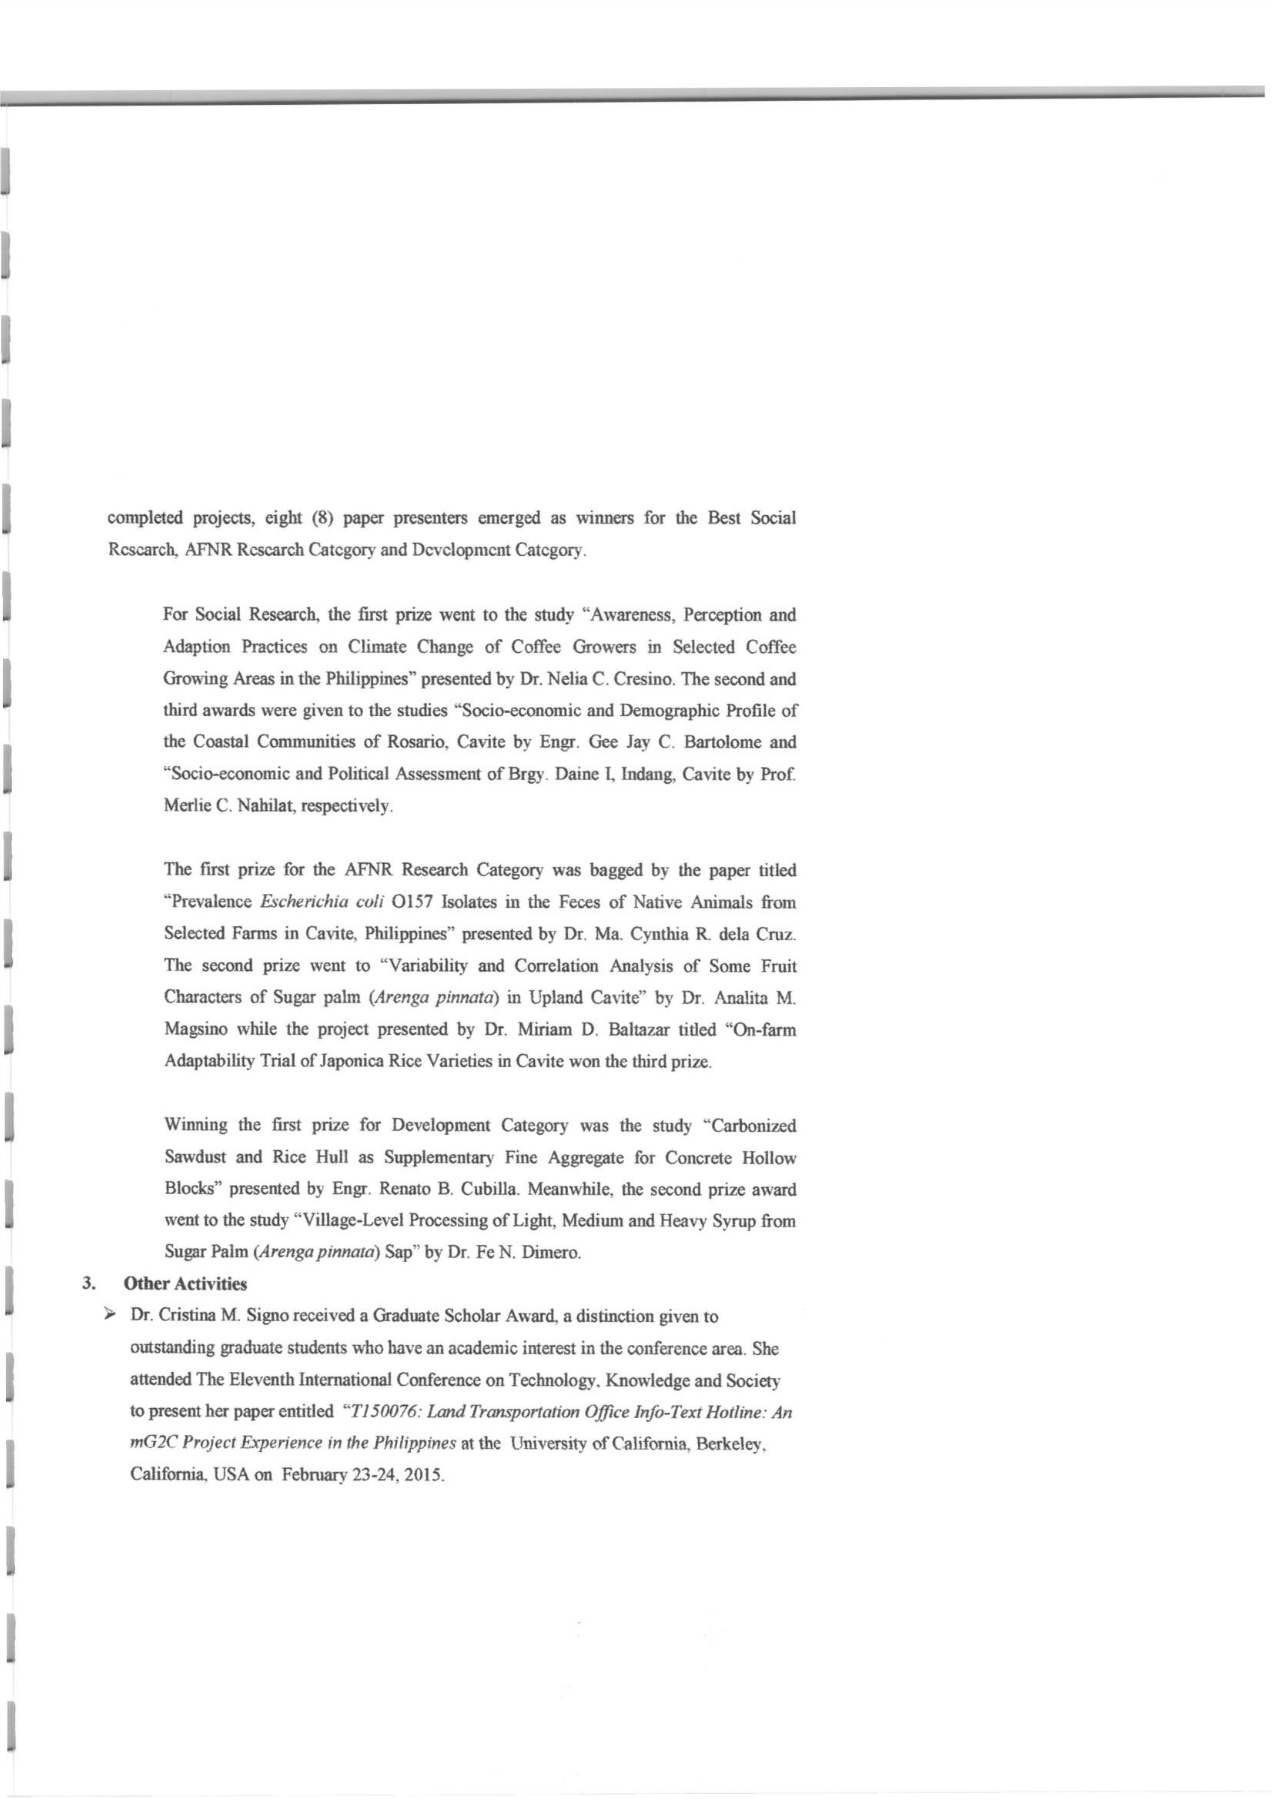 completed projects, eight (8) paper presenters emerged as winners for the Best Social
Research, AFNR Research Category and Development Category.
For Social Research, the first prize went to the study “Awareness, Perception and
Adaption Practices on Climate Change of Coffee Growers in Selected Coffee
Growing Areas in the Philippines” presented by Dr. Nelia C. Cresino. The second and
third awards were given to the studies “Socio-economic and Demographic Profile of
the Coastal Communities of Rosario, Cavite by Engr. Gee Jay C. Bartolome and
“Socio-economic and Political Assessment of Brgy. Daine I, Indang, Cavite by Prof.
Merlie C. Nahilat, respectively.
The first prize for the AFNR Research Category was bagged by the paper titled
“Prevalence Escherichia coli O157 Isolates in the Feces of Native Animals from
Selected Farms in Cavite, Philippines” presented by Dr. Ma. Cynthia R. dela Cruz.
The second prize went to “Variability and Correlation Analysis of Some Fruit
Characters of Sugar palm (Arenga pinnata) in Upland Cavite” by Dr. Analita M.
Magsino while the project presented by Dr. Miriam D. Baltazar titled “On-farm
Adaptability Trial of Japonica Rice Varieties in Cavite won the third prize.
Winning the first prize for Development Category was the study “Carbonized
Sawdust and Rice Hull as Supplementary Fine Aggregate for Concrete Hollow
Blocks” presented by Engr. Renato B. Cubilla. Meanwhile, the second prize award
went to the study “Village-Level Processing of Light, Medium and Heavy Syrup from
Sugar Palm (Arenga pinnata) Sap” by Dr. Fe N. Dimero.
3. Other Activities
➢ Dr. Cristina M. Signo received a Graduate Scholar Award, a distinction given to
outstanding graduate students who have an academic interest in the conference area. She
attended The Eleventh International Conference on Technology, Knowledge and Society
to present her paper entitled “T150076: Land Transportation Office Info-Text Hotline: An
mG2C Project Experience in the Philippines at the University of California, Berkeley,
California, USA on February 23-24, 2015.